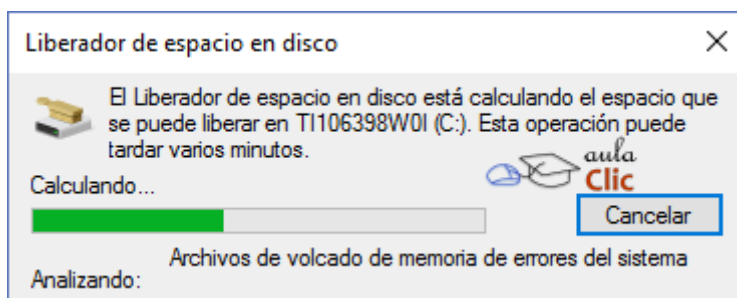 Liberador de espacio en disco
El Liberador de espacio en disco está calculando el espacio que
se puede liberar en TI106398W0I (C:). Esta operación puede
tardar varios minutos.
aula
Clic
Calculando...
Cancelar
Archivos de volcado de memoria de errores del sistema
Analizando: